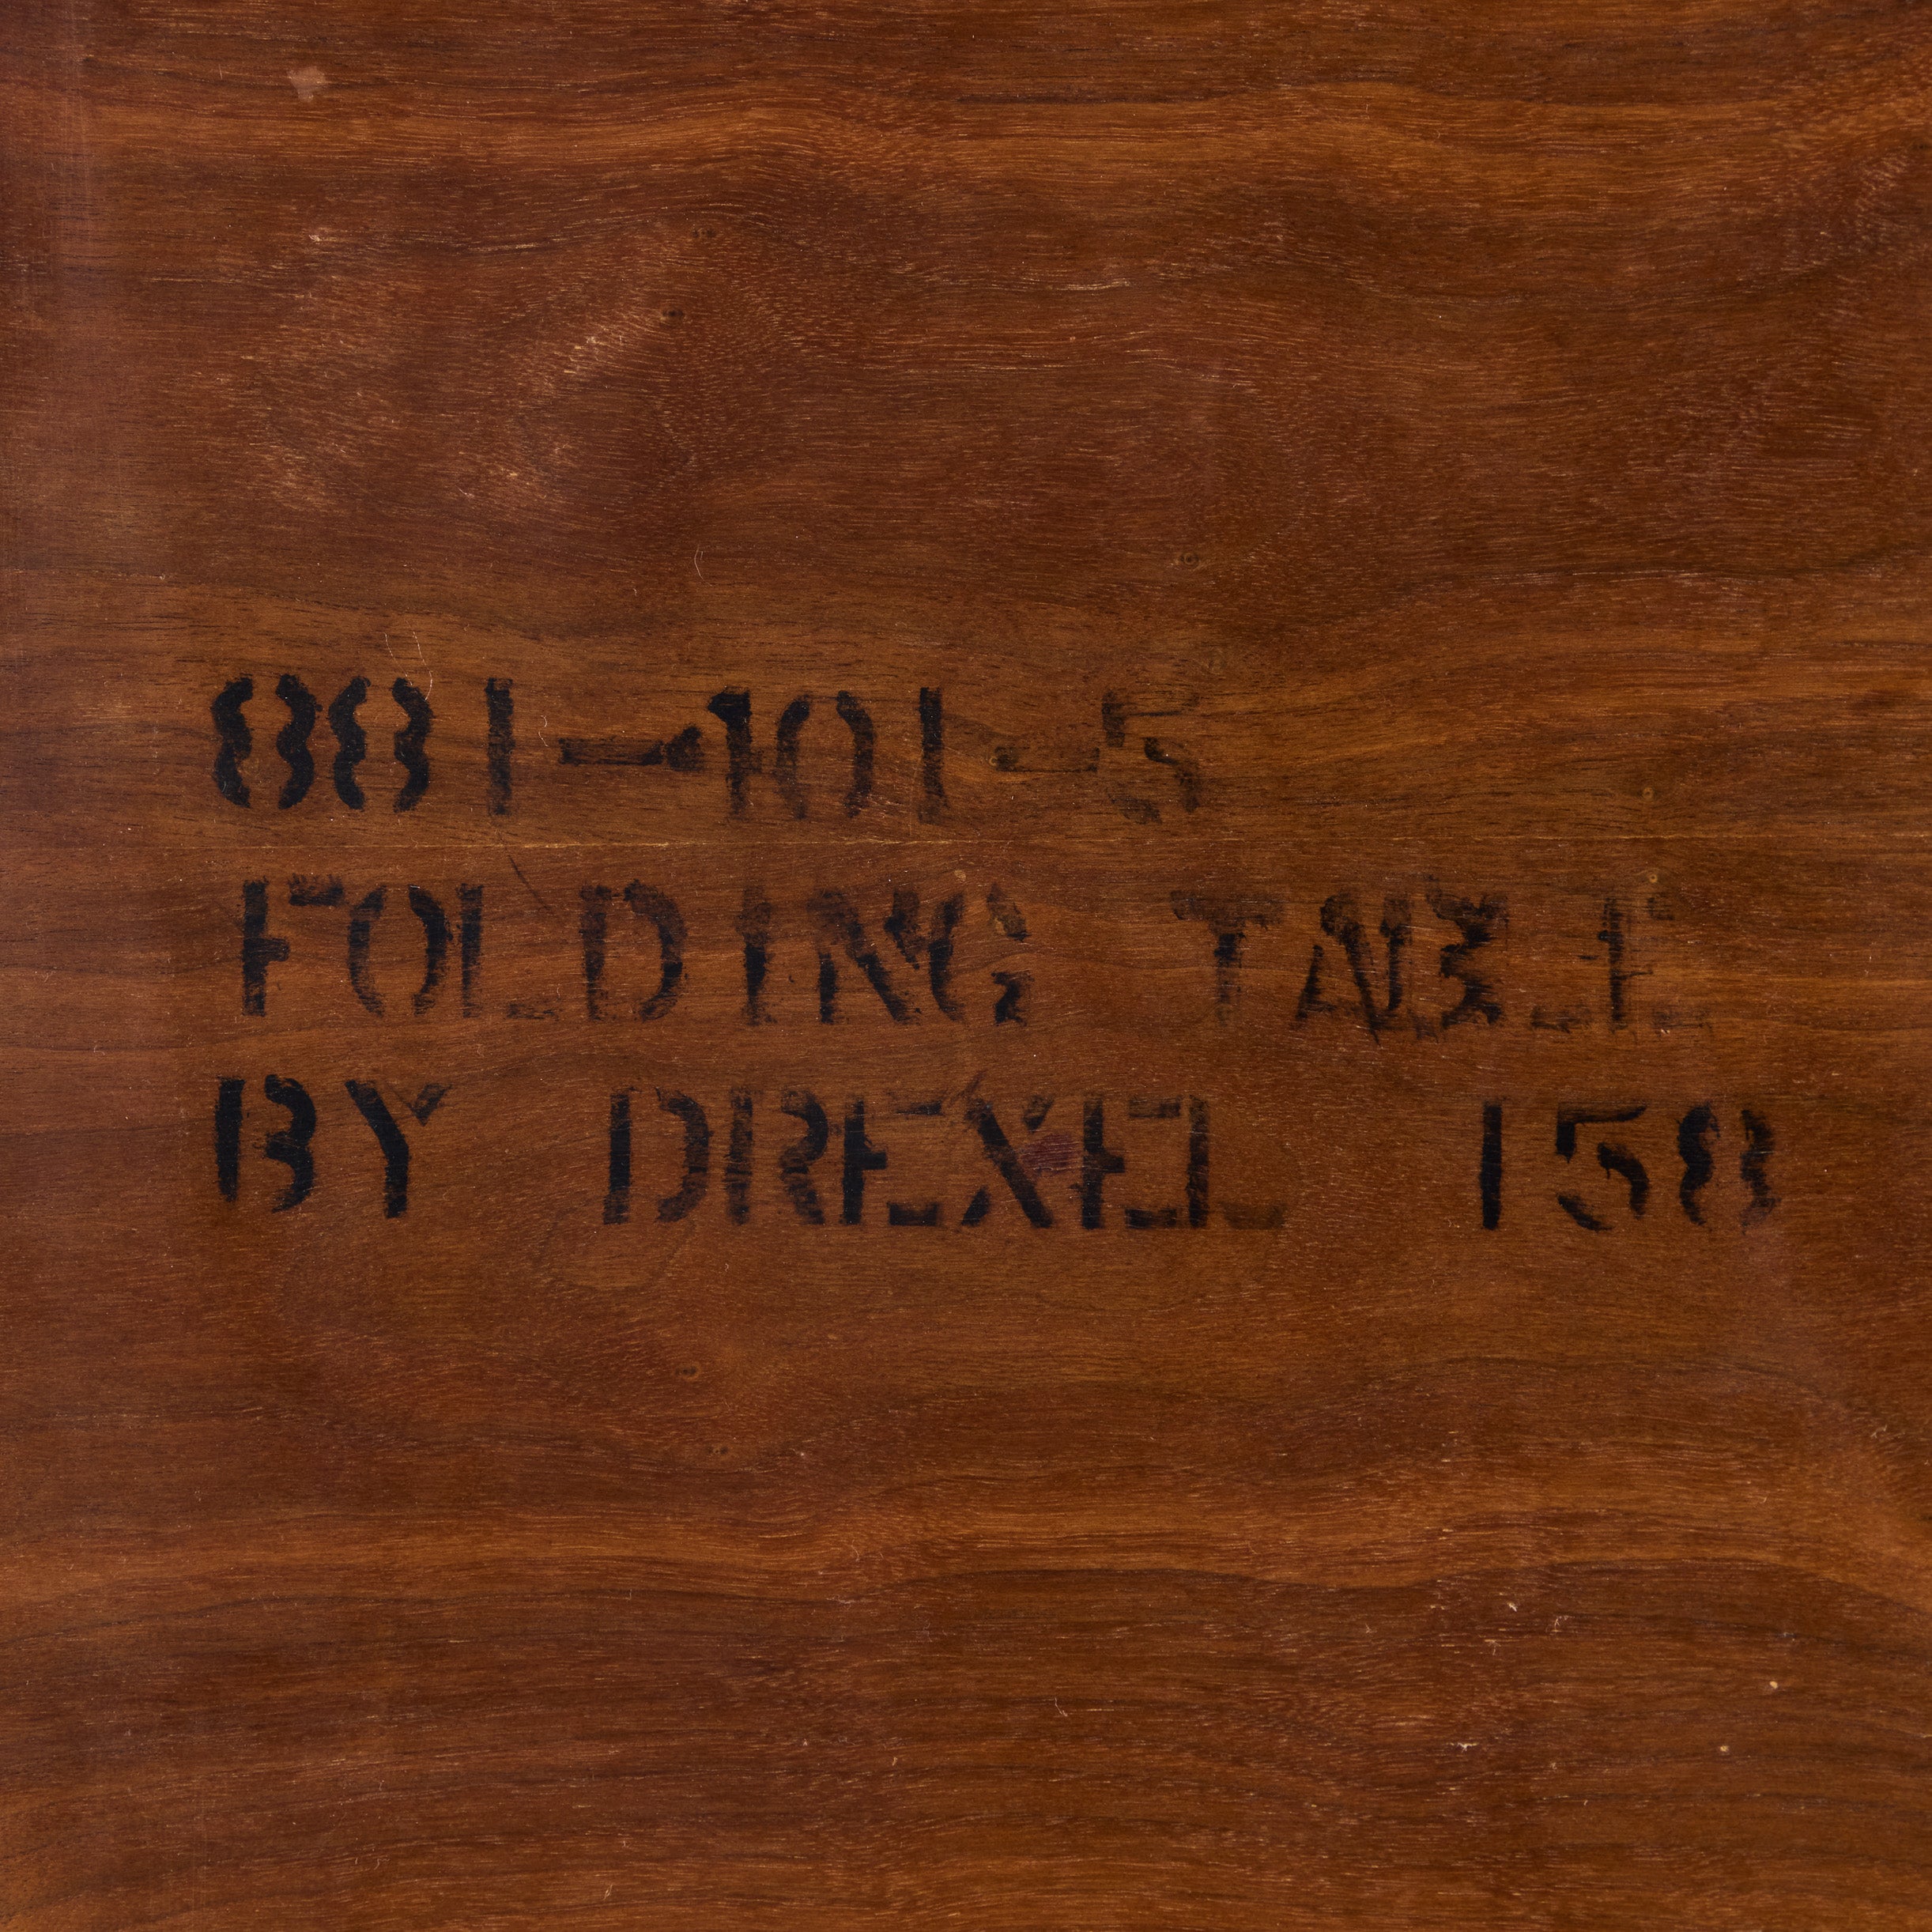 881-101-5
FOLDING TABLE
BY DREXEL 158